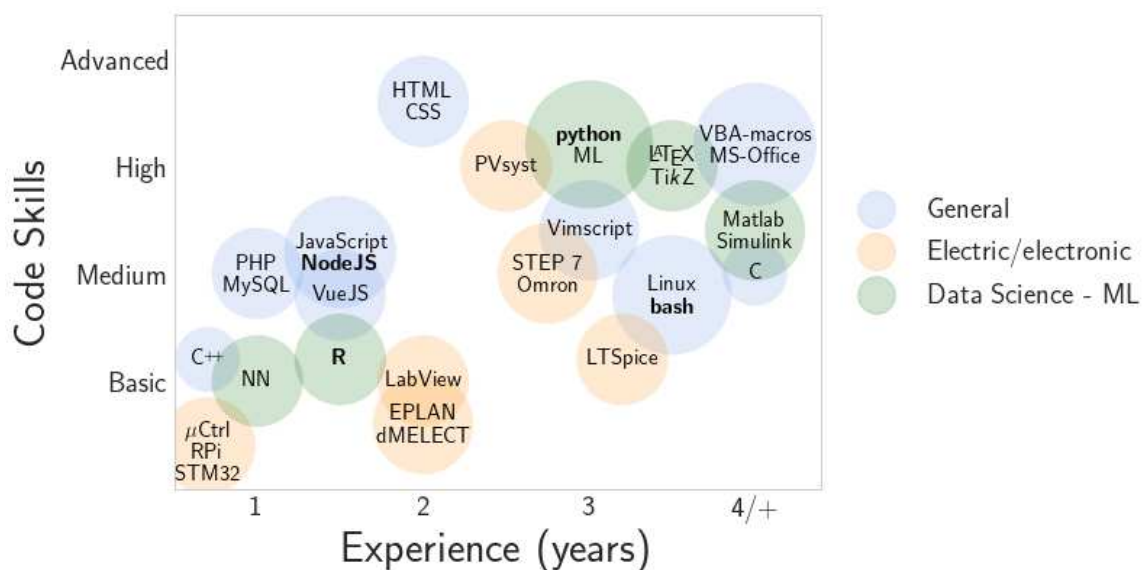 Code Skills
Advanced
High
Medium
Basic
HTML
CSS
python
ML
PVsyst
LATEX
TikZ
VBA-macros
MS-Office
Vimscript
Matlab
Simulink
JavaScript
NodeJS
PHP
MySQL
VueJS
STEP 7
Omron
C
Linux
bash
C++
NN
R
LabView
LTSpice
EPLAN
dMELECT
μCtrl
RPi
STM32
1
2
3
4/+
Experience (years)
General
Electric/electronic
Data Science - ML